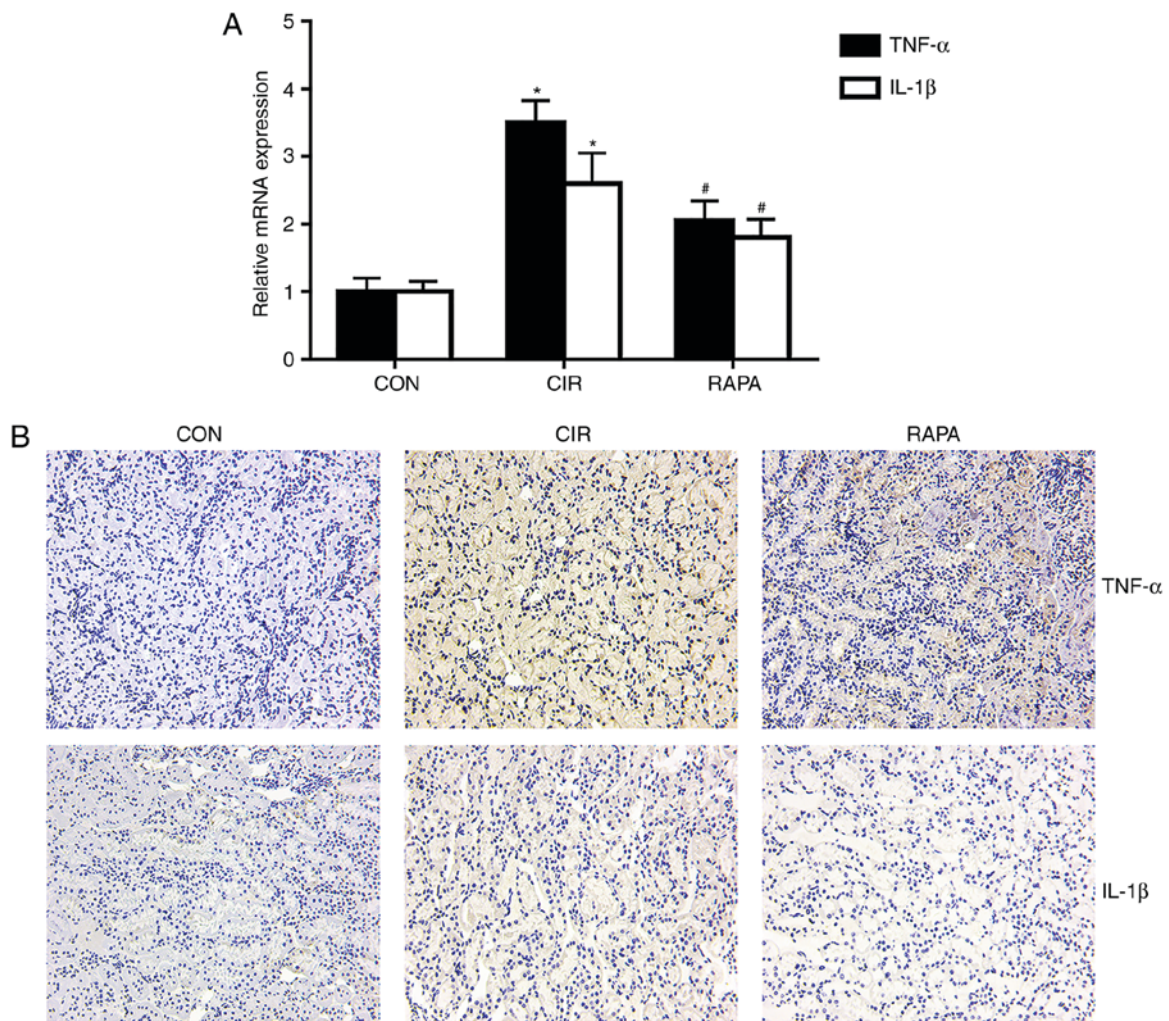 A
TNF-α
IL-1β
Relative mRNA expression
5
4
3
2
1
0
*
*
#
#
CON
CIR
RAPA
B
CON
CIR
RAPA
TNF-α
IL-1β